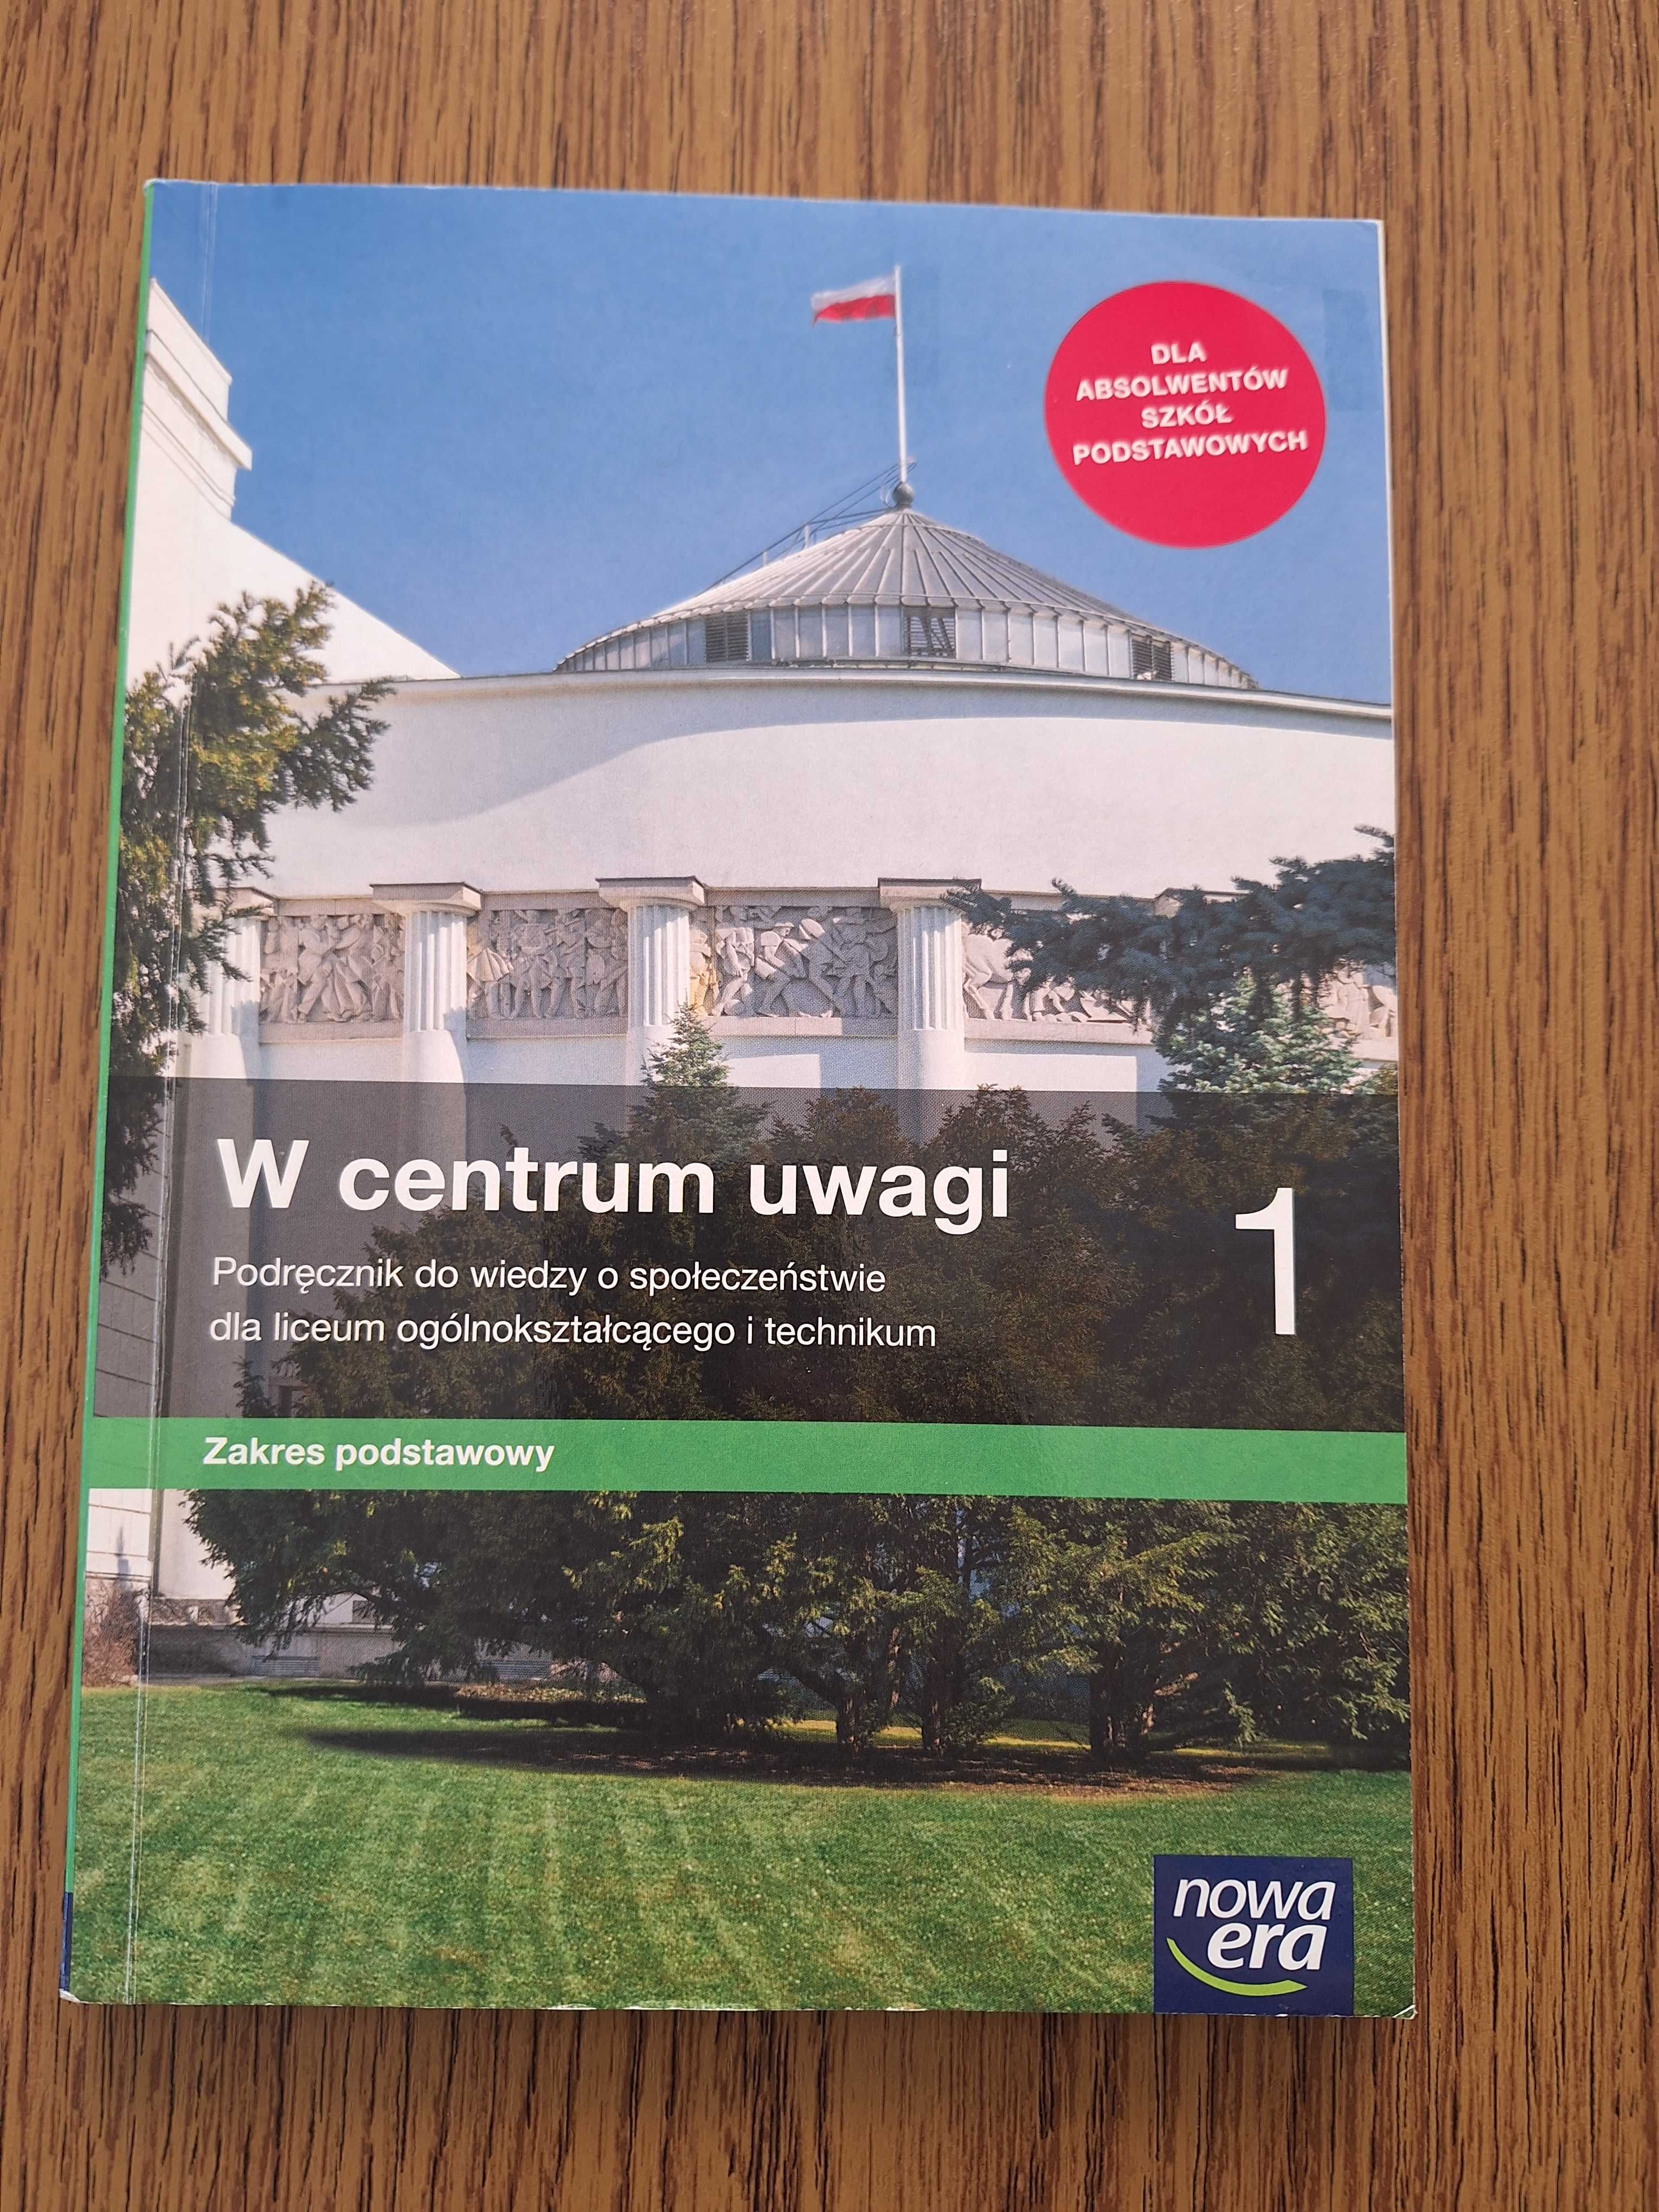 DLA
ABSOLWENTÓW
SZKÓŁ
PODSTAWOWYCH
W centrum uwagi
1
Podręcznik do wiedzy o społeczeństwie
dla liceum ogólnokształcącego i technikum
Zakres podstawowy
nowa
era